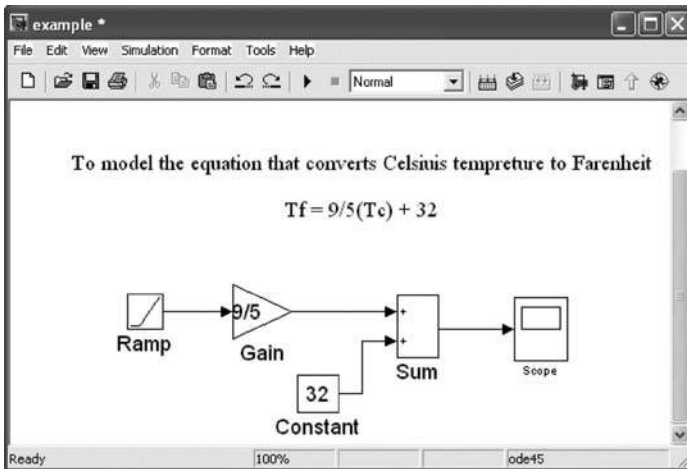 example *
File Edit View Simulation Format Tools Help
Normal
To model the equation that converts Celsiuis tempreture to Farenheit
Tf = 9/5(Tc) + 32
9/5
+
+
Ramp
Gain
Sum
Scope
32
Constant
Ready 100% ode45